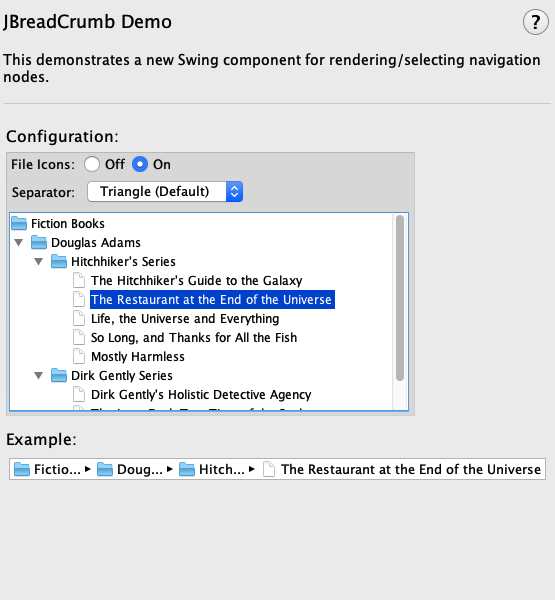 JBreadCrumb Demo
?
This demonstrates a new Swing component for rendering/selecting navigation
nodes.
Configuration:
File Icons: Off On
Separator: Triangle (Default)
Fiction Books
Douglas Adams
Hitchhiker's Series
The Hitchhiker's Guide to the Galaxy
The Restaurant at the End of the Universe
Life, the Universe and Everything
So Long, and Thanks for All the Fish
Mostly Harmless
Dirk Gently Series
Dirk Gently's Holistic Detective Agency
Example:
Fictio... Doug... Hitch... The Restaurant at the End of the Universe